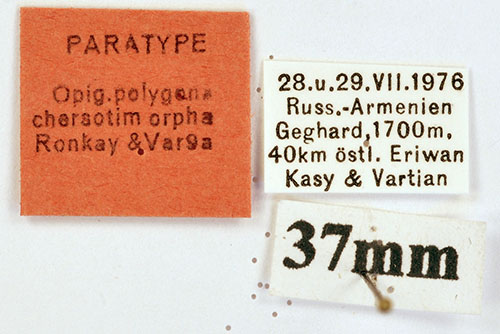 PARATYPE
Opig.polygona
chersotim orpha
Ronkay & Varga
28.u.29.VII.1976
Russ.-Armenien
Geghard,1700m,
40km östl. Eriwan
Kasy & Vartian
37mm